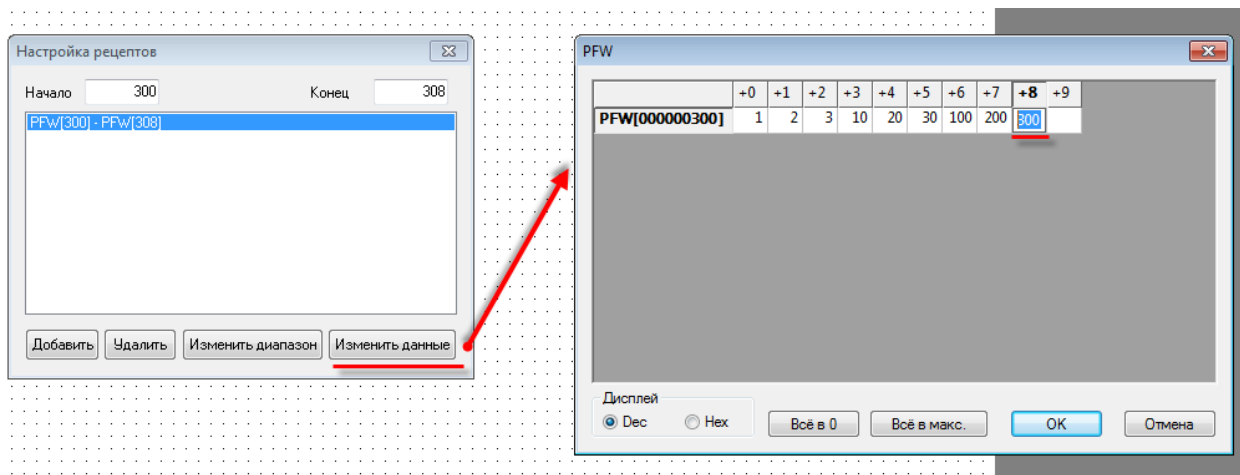 Настройка рецептов
Начало 300 Конец 308
PFW[300] - PFW[308]
Добавить Удалить Изменить диапазон Изменить данные
PFW
+0 +1 +2 +3 +4 +5 +6 +7 +8 +9
PFW[000000300] 1 2 3 10 20 30 100 200 300
Дисплей
Dec Hex Всё в 0 Всё в макс. OK Отмена